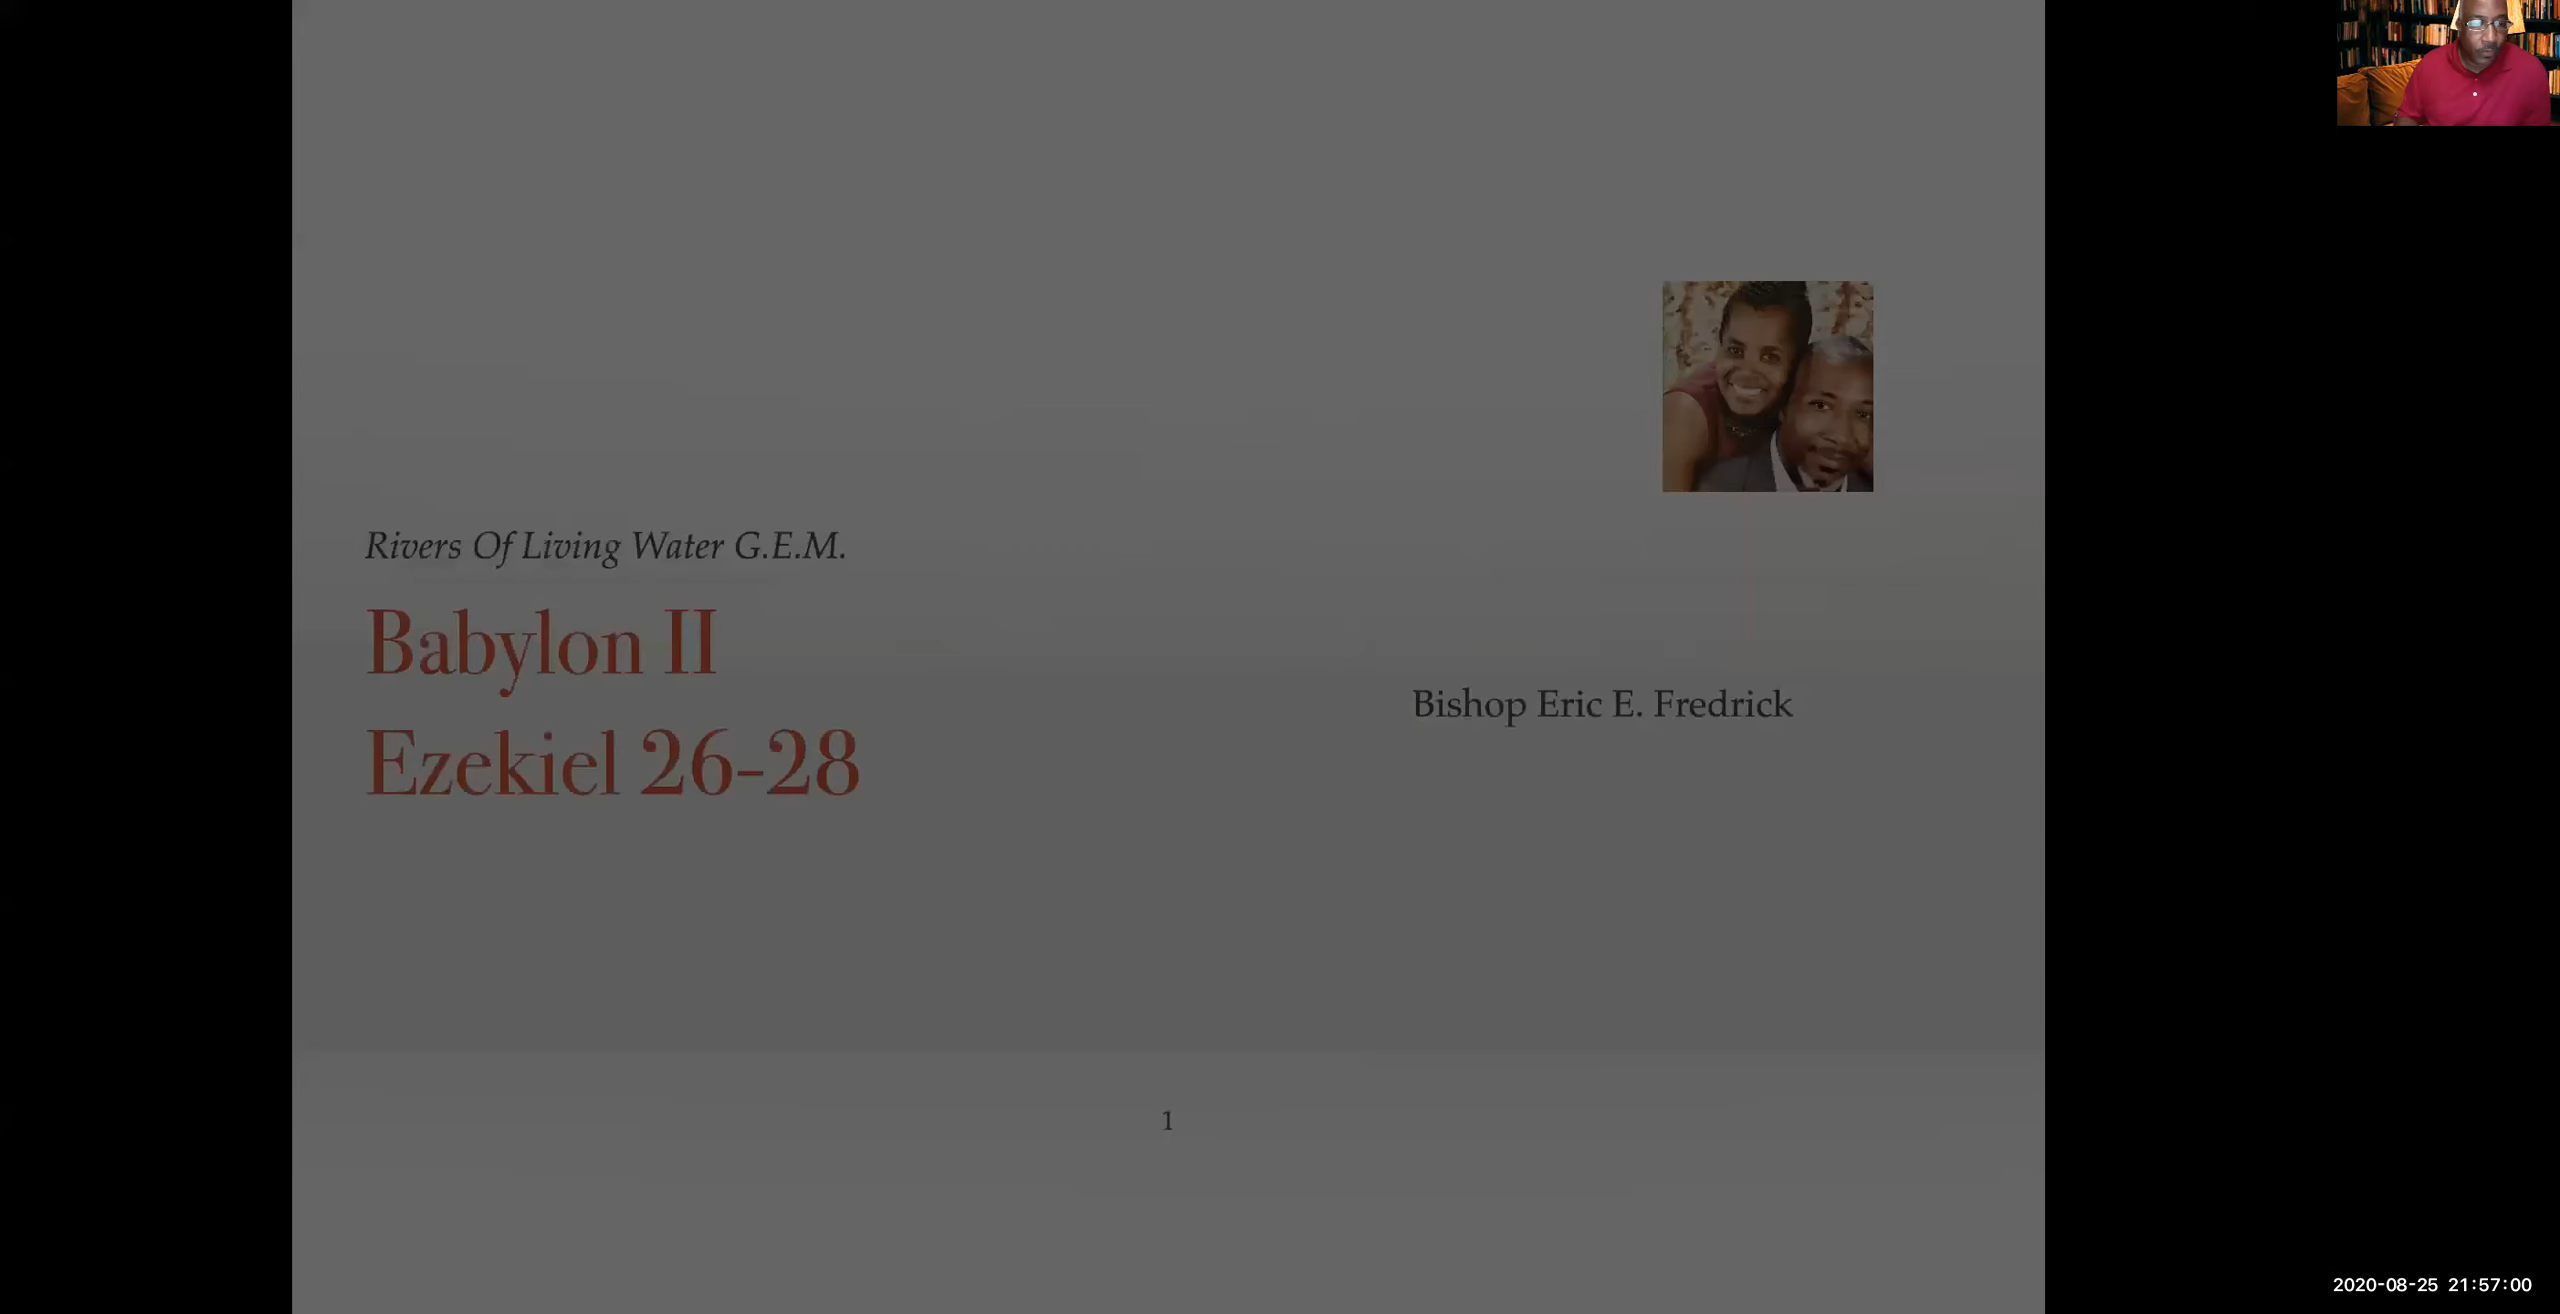 Rivers Of Living Water G.E.M.
Babylon II
Ezekiel 26-28
Bishop Eric E. Fredrick
1
2020-08-25 21:57:00